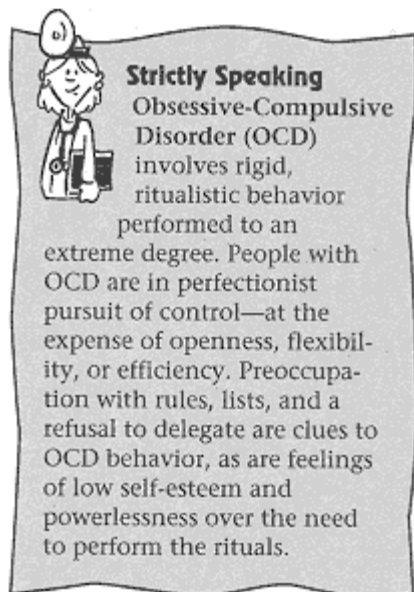 Strictly Speaking
Obsessive-Compulsive
Disorder (OCD)
involves rigid,
ritualistic behavior
performed to an
extreme degree. People with
OCD are in perfectionist
pursuit of control—at the
expense of openness, flexibil-
ity, or efficiency. Preoccupa-
tion with rules, lists, and a
refusal to delegate are clues to
OCD behavior, as are feelings
of low self-esteem and
powerlessness over the need
to perform the rituals.